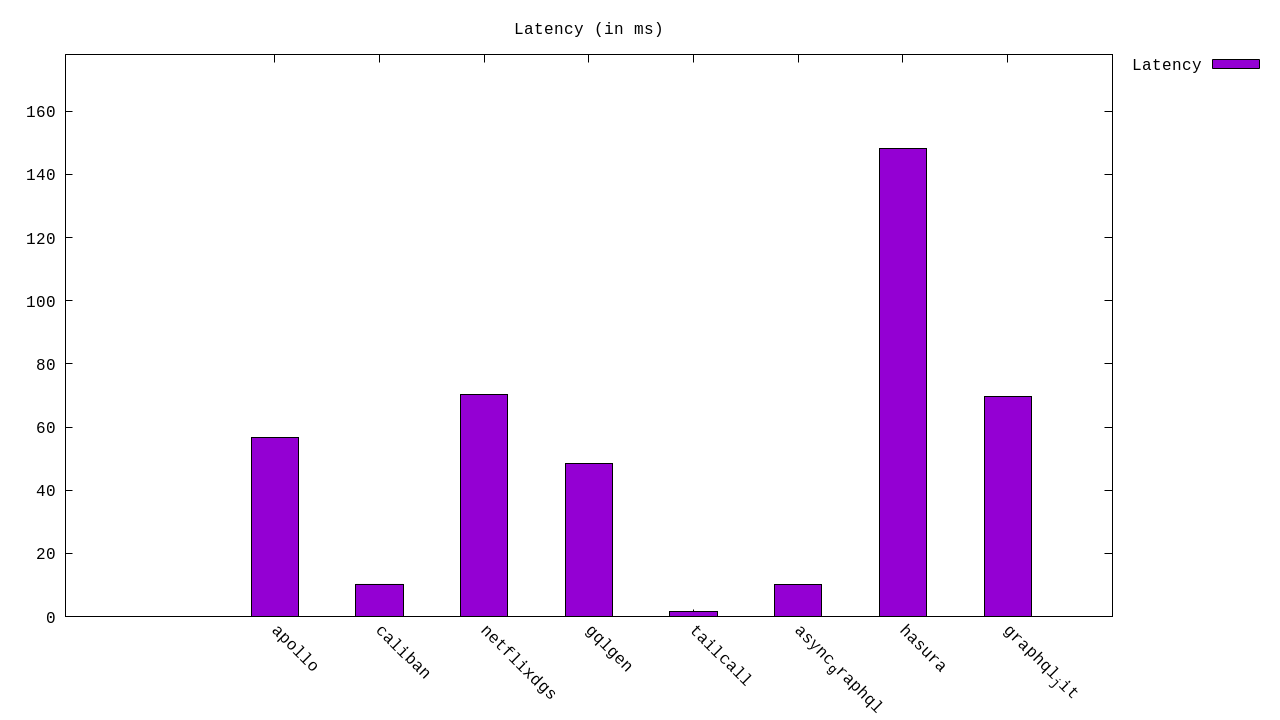 Latency (in ms)
Latency
160
140
120
100
80
60
40
20
0
apollo
caliban
netflixdgs
gqlgen
tailcall
async_graphql
hasura
graphql_jit